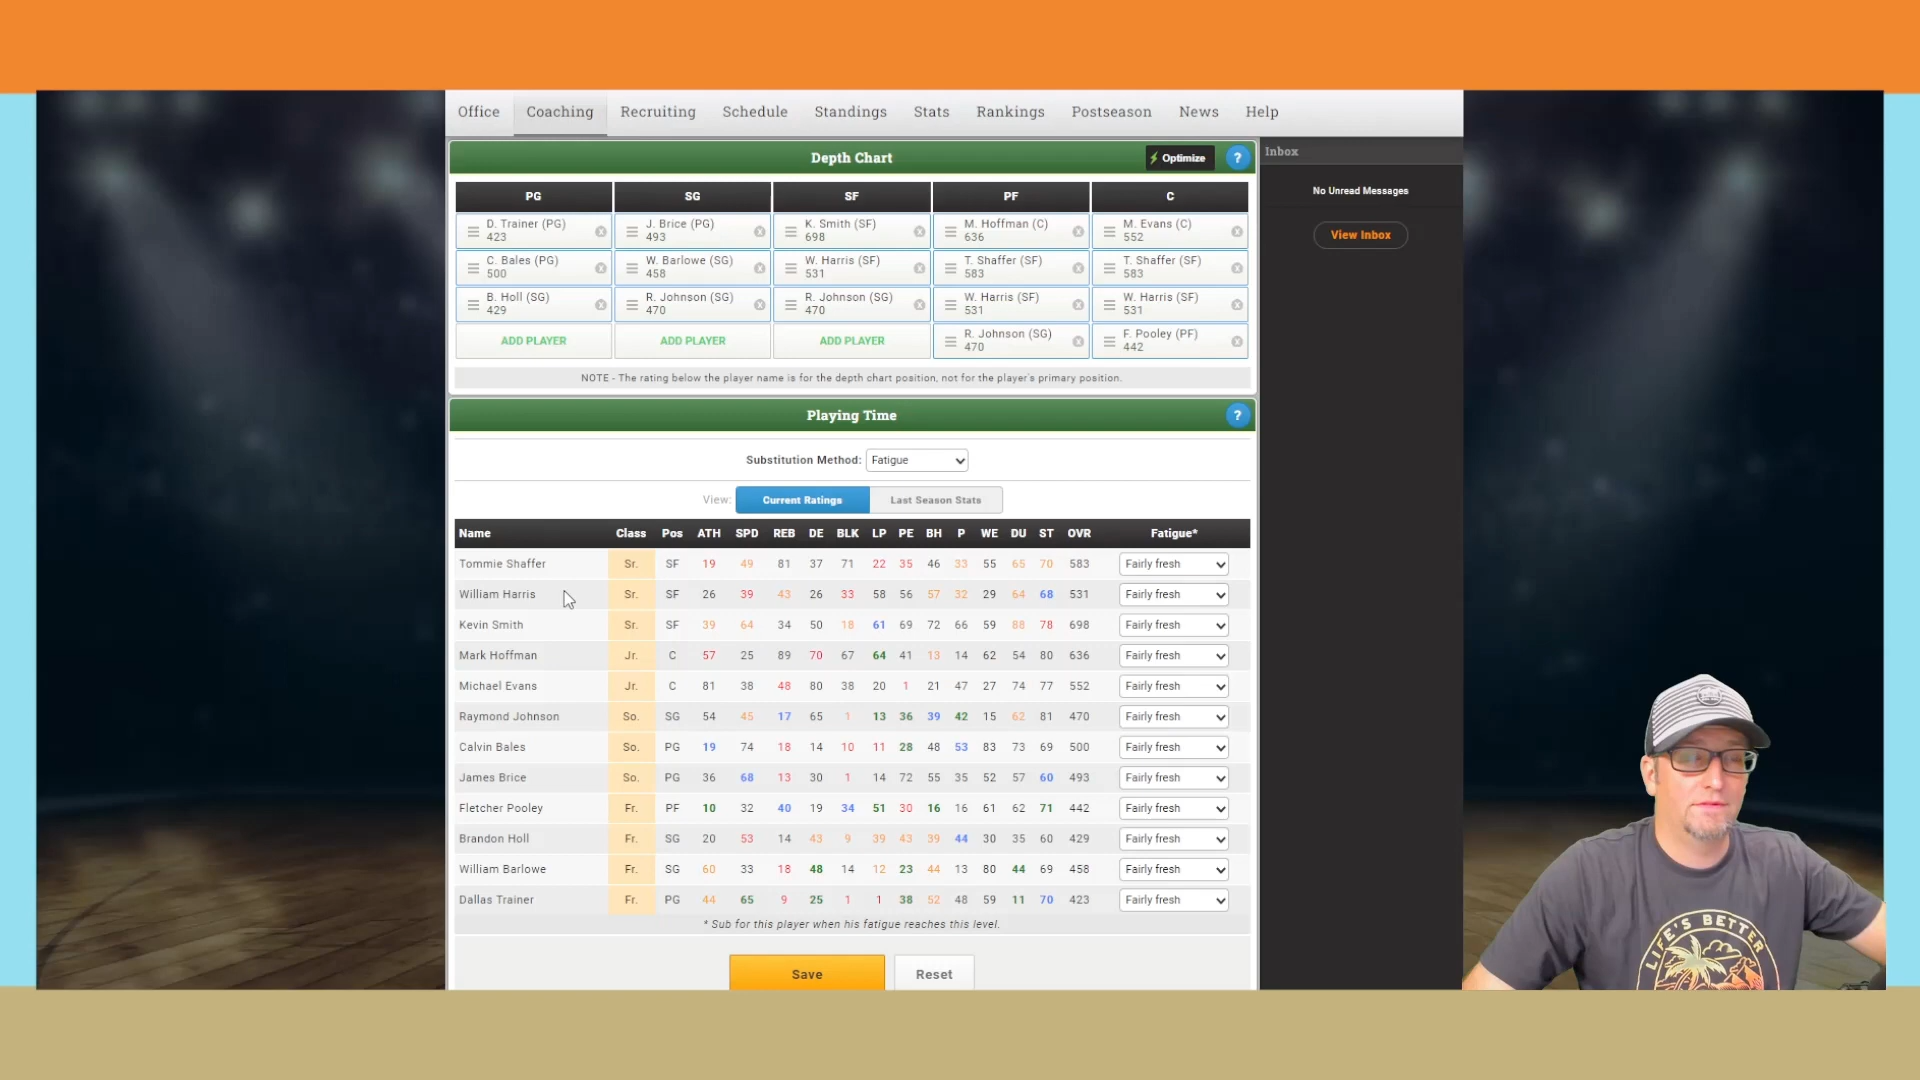 Office Coaching Recruiting Schedule Standings Stats Rankings Postseason News Help
Depth Chart
Optimize
?
Inbox
No Unread Messages
View Inbox
PG SG SF PF C
D. Trainer (PG) J. Brice (PG) K. Smith (SF) M. Hoffman (C) M. Evans (C)
423 493 698 636 552
C. Bales (PG) W. Barlowe (SG) W. Harris (SF) T. Shaffer (SF) T. Shaffer (SF)
500 458 531 583 583
B. Holl (SG) R. Johnson (SG) R. Johnson (SG) W. Harris (SF) W. Harris (SF)
429 470 470 531 531
ADD PLAYER ADD PLAYER ADD PLAYER R. Johnson (SG) F. Pooley (PF)
470 442
NOTE - The rating below the player name is for the depth chart position, not for the player's primary position.
Playing Time
?
Substitution Method: Fatigue
View: Current Ratings Last Season Stats
Name Class Pos ATH SPD REB DE BLK LP PE BH P WE DU ST OVR Fatigue*
Tommie Shaffer Sr. SF 19 49 81 37 71 22 35 46 33 55 65 70 583 Fairly fresh
William Harris Sr. SF 26 39 43 26 33 58 56 57 32 29 64 68 531 Fairly fresh
Kevin Smith Sr. SF 39 64 34 50 18 61 69 72 66 59 88 78 698 Fairly fresh
Mark Hoffman Jr. C 57 25 89 70 67 64 41 13 14 62 54 80 636 Fairly fresh
Michael Evans Jr. C 81 38 48 80 38 20 1 21 47 27 74 77 552 Fairly fresh
Raymond Johnson So. SG 54 45 17 65 1 13 36 39 42 15 62 81 470 Fairly fresh
Calvin Bales So. PG 19 74 18 14 10 11 28 48 53 83 73 69 500 Fairly fresh
James Brice So. PG 36 68 13 30 1 14 72 55 35 52 57 60 493 Fairly fresh
Fletcher Pooley Fr. PF 10 32 40 19 34 51 30 16 16 61 62 71 442 Fairly fresh
Brandon Holl Fr. SG 20 53 14 43 9 39 43 39 44 30 35 60 429 Fairly fresh
William Barlowe Fr. SG 60 33 18 48 14 12 23 44 13 80 44 69 458 Fairly fresh
Dallas Trainer Fr. PG 44 65 9 25 1 1 38 52 48 59 11 70 423 Fairly fresh
* Sub for this player when his fatigue reaches this level.
Save Reset
LIFE'S BETTER